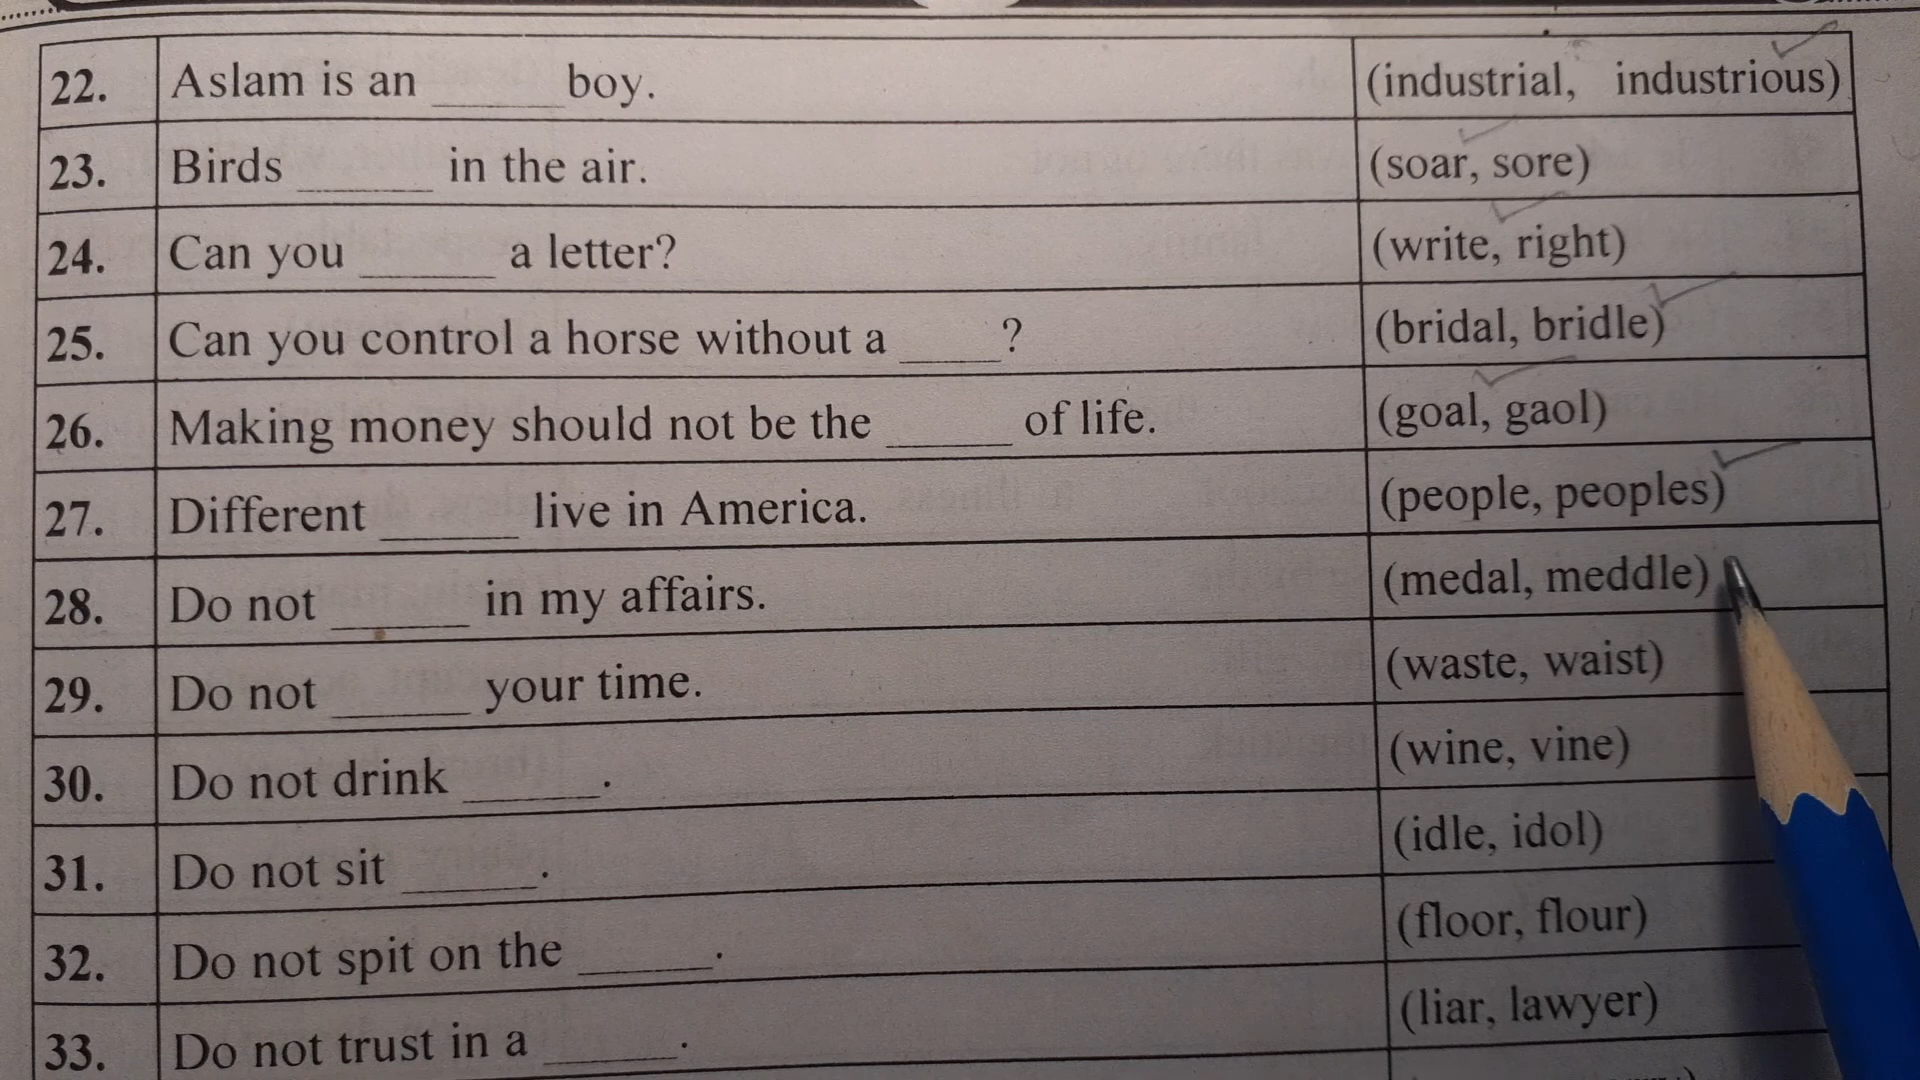 22. Aslam is an ______ boy. (industrial, industrious)
23. Birds ______ in the air. (soar, sore)
24. Can you ______ a letter? (write, right)
25. Can you control a horse without a _____? (bridal, bridle)
26. Making money should not be the ______ of life. (goal, gaol)
27. Different ______ live in America. (people, peoples)
28. Do not ______ in my affairs. (medal, meddle)
29. Do not ______ your time. (waste, waist)
30. Do not drink ______. (wine, vine)
31. Do not sit ______. (idle, idol)
32. Do not spit on the ______. (floor, flour)
33. Do not trust in a ______. (liar, lawyer)